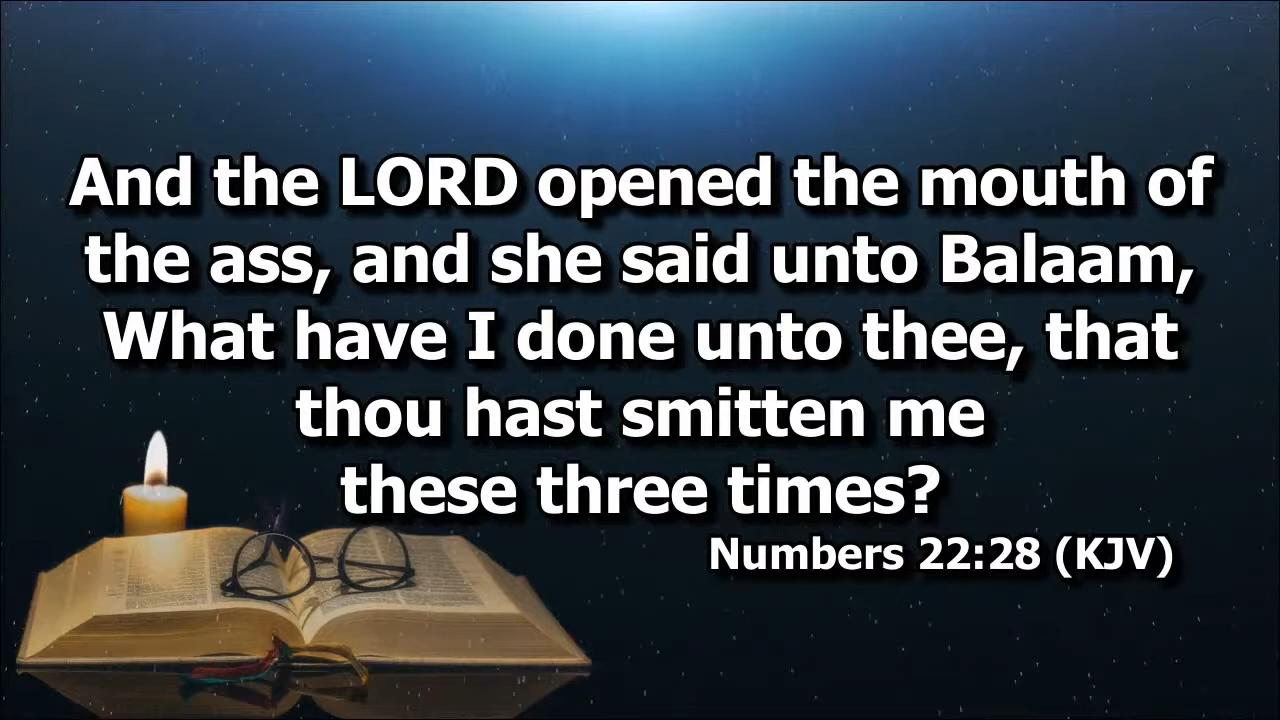 And the LORD opened the mouth of
the ass, and she said unto Balaam,
What have I done unto thee, that
thou hast smitten me
these three times?
Numbers 22:28 (KJV)